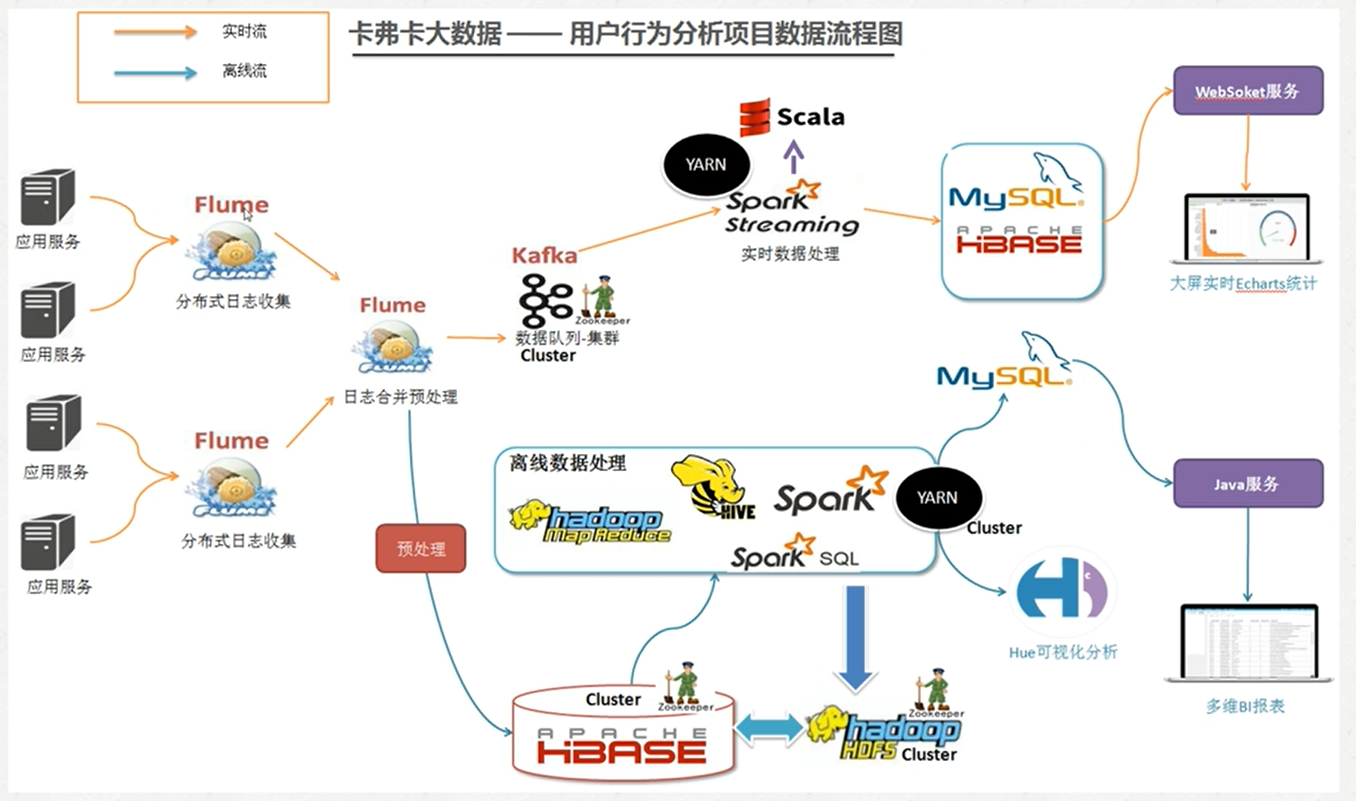 实时流
离线流
卡弗卡大数据 —— 用户行为分析项目数据流程图
应用服务
应用服务
应用服务
应用服务
Flume
FLUME
分布式日志收集
Flume
FLUME
分布式日志收集
Flume
FLUME
日志合并预处理
Kafka
Zookeeper
数据队列-集群
Cluster
YARN
Scala
Spark
Streaming
实时数据处理
MySQL
APACHE
HBASE
WebSoket服务
大屏实时Echarts统计
MySQL
Java服务
多维BI报表
离线数据处理
hadoop
Map Reduce
HIVE
Spark
Spark SQL
YARN
Cluster
Hue可视化分析
预处理
Cluster
Zookeeper
APACHE
HBASE
Zookeeper
hadoop
HDFS
Cluster